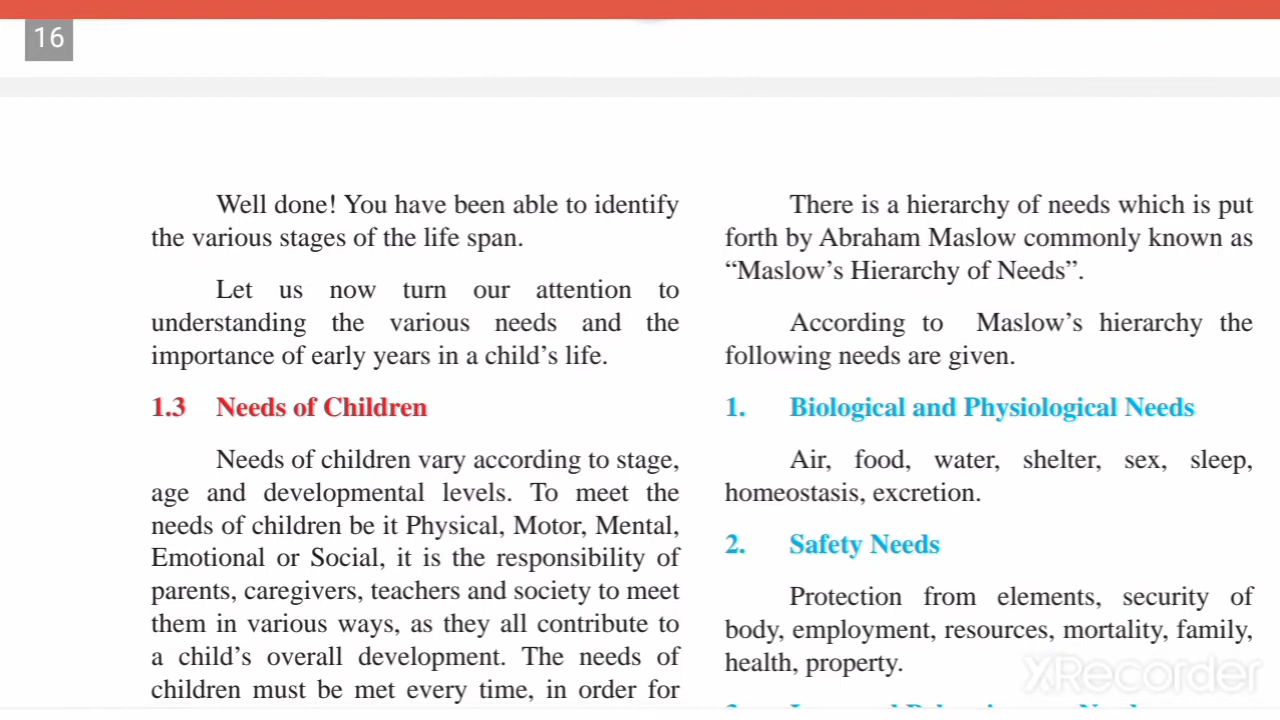 16
Well done! You have been able to identify
the various stages of the life span.
Let us now turn our attention to
understanding the various needs and the
importance of early years in a child's life.
1.3 Needs of Children
Needs of children vary according to stage,
age and developmental levels. To meet the
needs of children be it Physical, Motor, Mental,
Emotional or Social, it is the responsibility of
parents, caregivers, teachers and society to meet
them in various ways, as they all contribute to
a child's overall development. The needs of
children must be met every time, in order for
There is a hierarchy of needs which is put
forth by Abraham Maslow commonly known as
“Maslow's Hierarchy of Needs”.
According to Maslow's hierarchy the
following needs are given.
1. Biological and Physiological Needs
Air, food, water, shelter, sex, sleep,
homeostasis, excretion.
2. Safety Needs
Protection from elements, security of
body, employment, resources, mortality, family,
health, property.
XRecorder